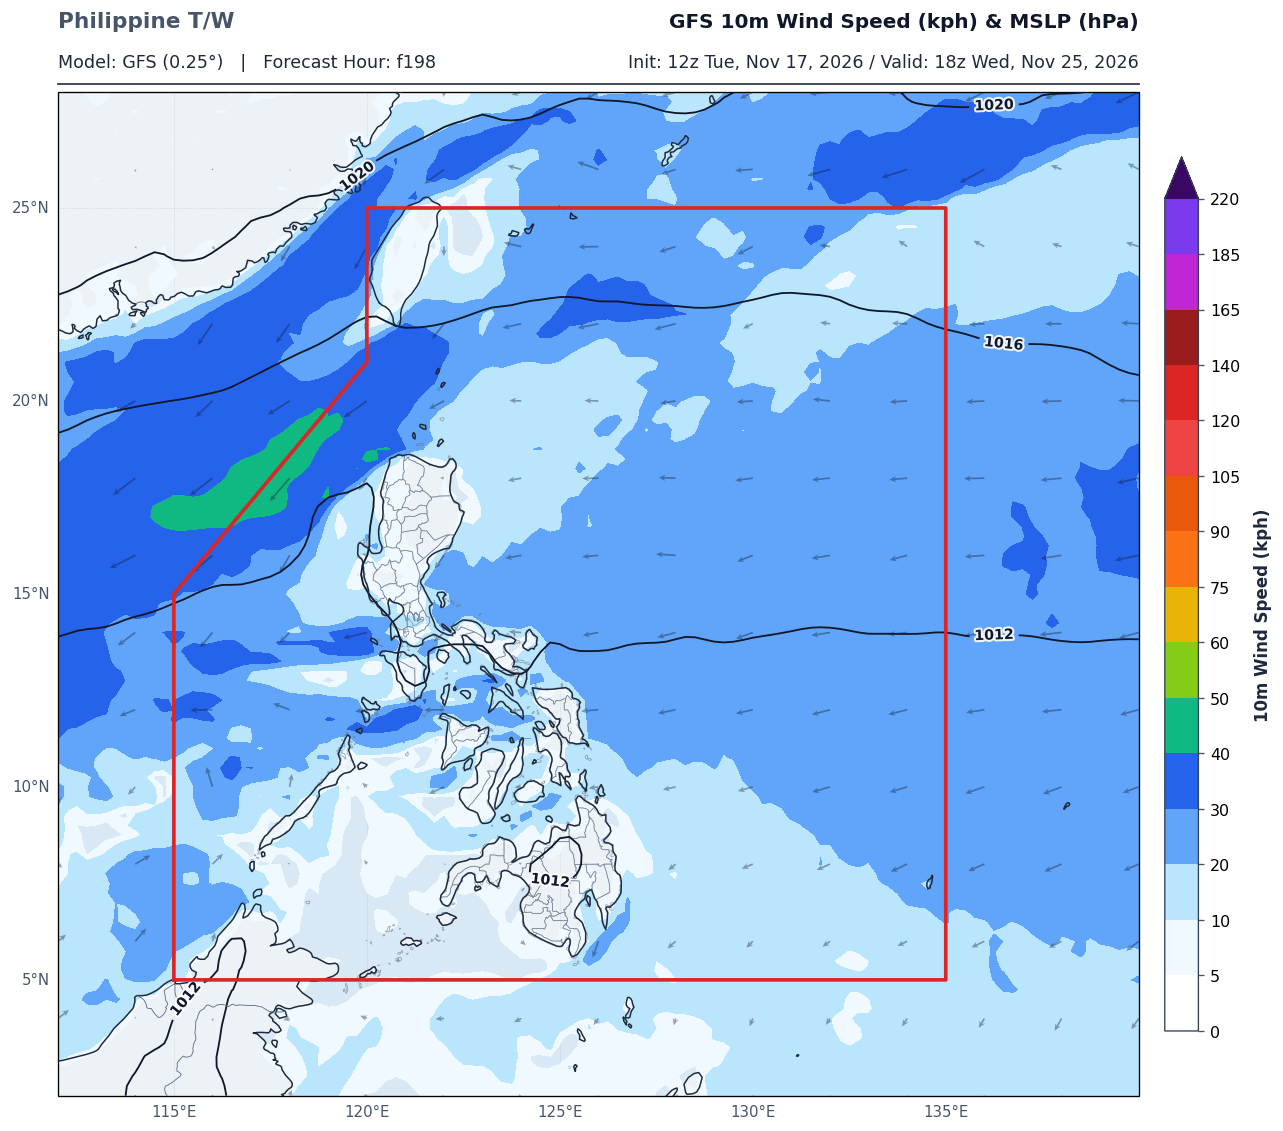 Philippine T/W
GFS 10m Wind Speed (kph) & MSLP (hPa)
Model: GFS (0.25°) | Forecast Hour: f198
Init: 12z Tue, Nov 17, 2026 / Valid: 18z Wed, Nov 25, 2026
1020
1020
1016
1012
1012
1012
25°N
20°N
15°N
10°N
5°N
115°E
120°E
125°E
130°E
135°E
220
185
165
140
120
105
90
75
60
50
40
30
20
10
5
0
10m Wind Speed (kph)